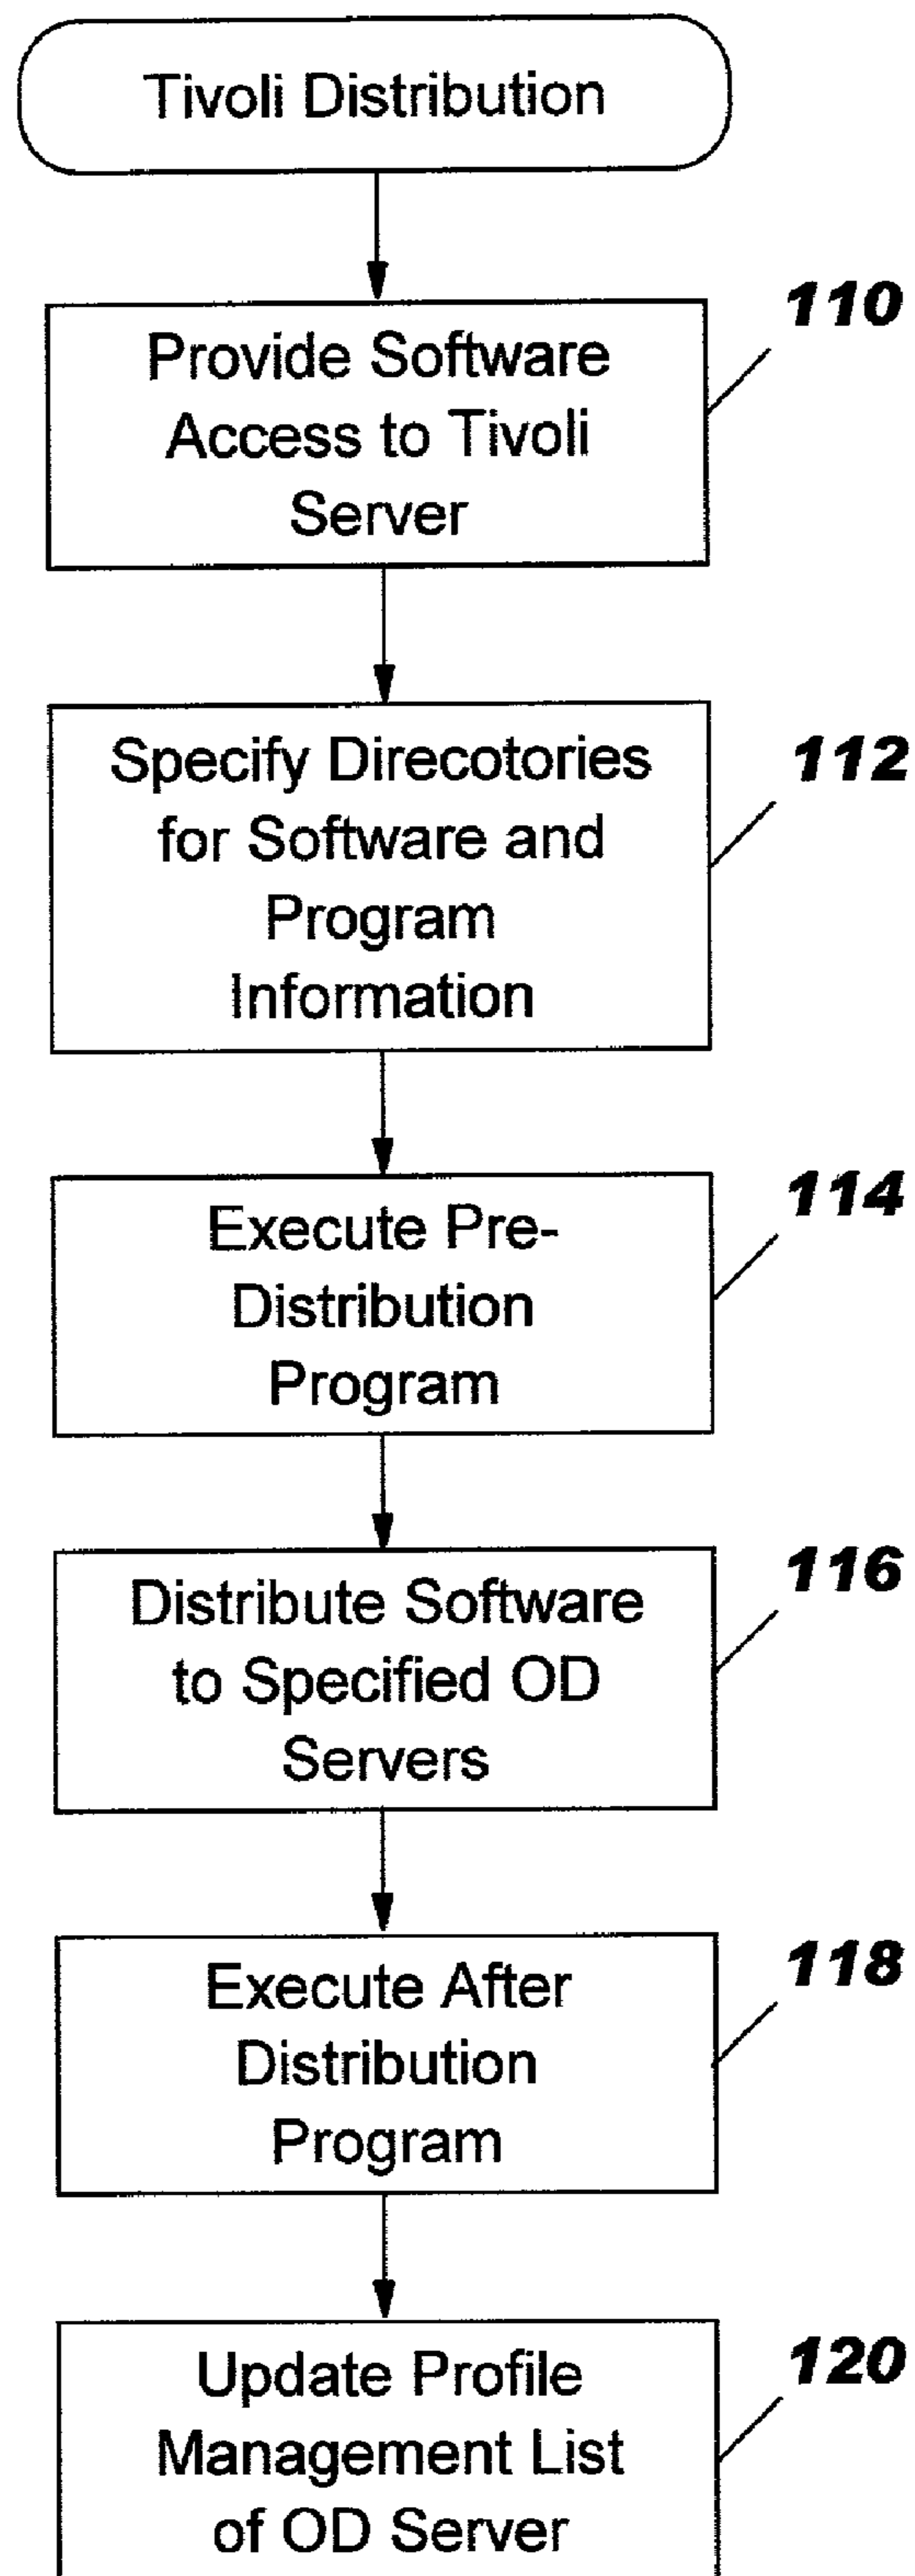 Tivoli Distribution
110
Provide Software
Access to Tivoli
Server
112
Specify Direcotories
for Software and
Program
Information
114
Execute Pre-
Distribution
Program
116
Distribute Software
to Specified OD
Servers
118
Execute After
Distribution
Program
120
Update Profile
Management List
of OD Server